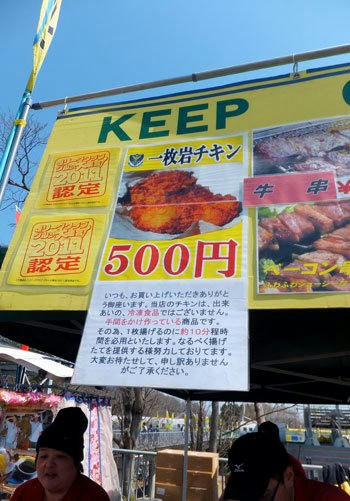 KEEP
一枚岩チキン
500円
2011
認定
2011
認定
牛 串
ベーコン串
いつも、お買い上げいただきありがと
う御座います。当店のチキンは、出来
あいの、冷凍食品ではございません。
手間をかけ作っている商品です。
その為、1枚揚げるのに約10分程時
間を必用といたします。なるべく揚げ
たてを提供する様努力しております。
大変お待たせして、申し訳ありません
がご了承ください。